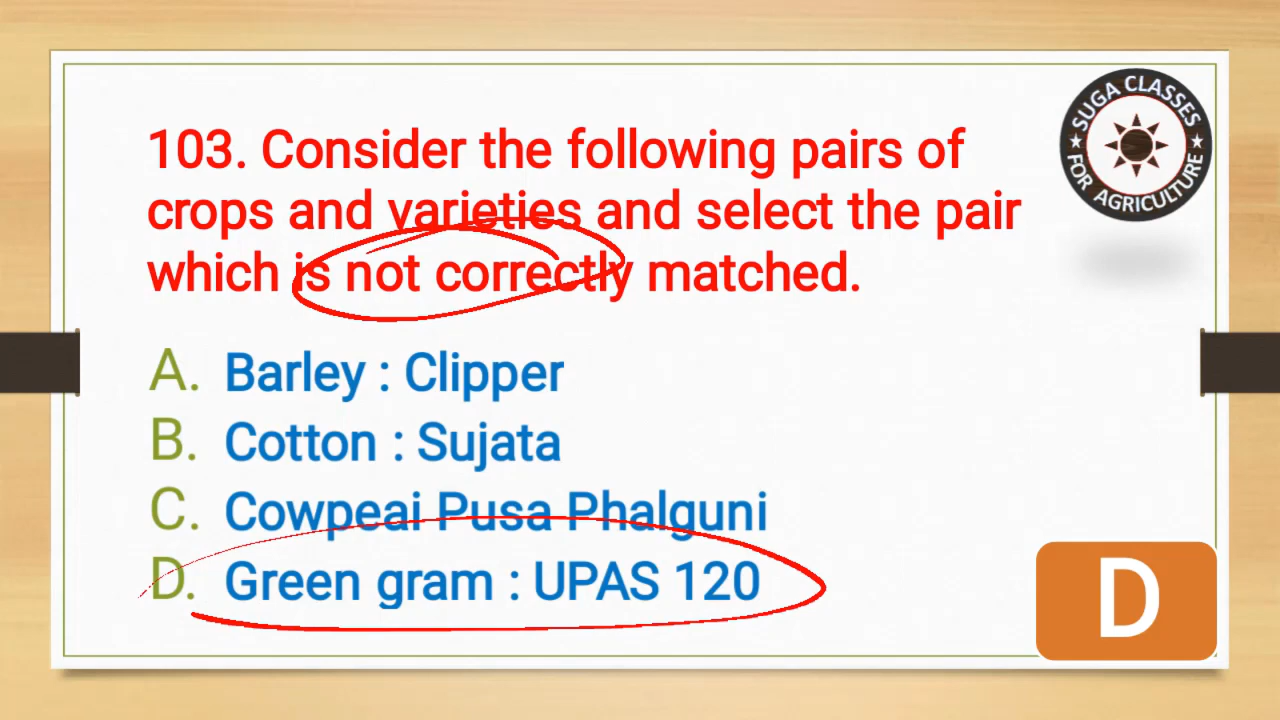 SUGA CLASSES
FOR AGRICULTURE
103. Consider the following pairs of
crops and varieties and select the pair
which is not correctly matched.
A. Barley : Clipper
B. Cotton : Sujata
C. Cowpeai Pusa Phalguni
D. Green gram : UPAS 120
D